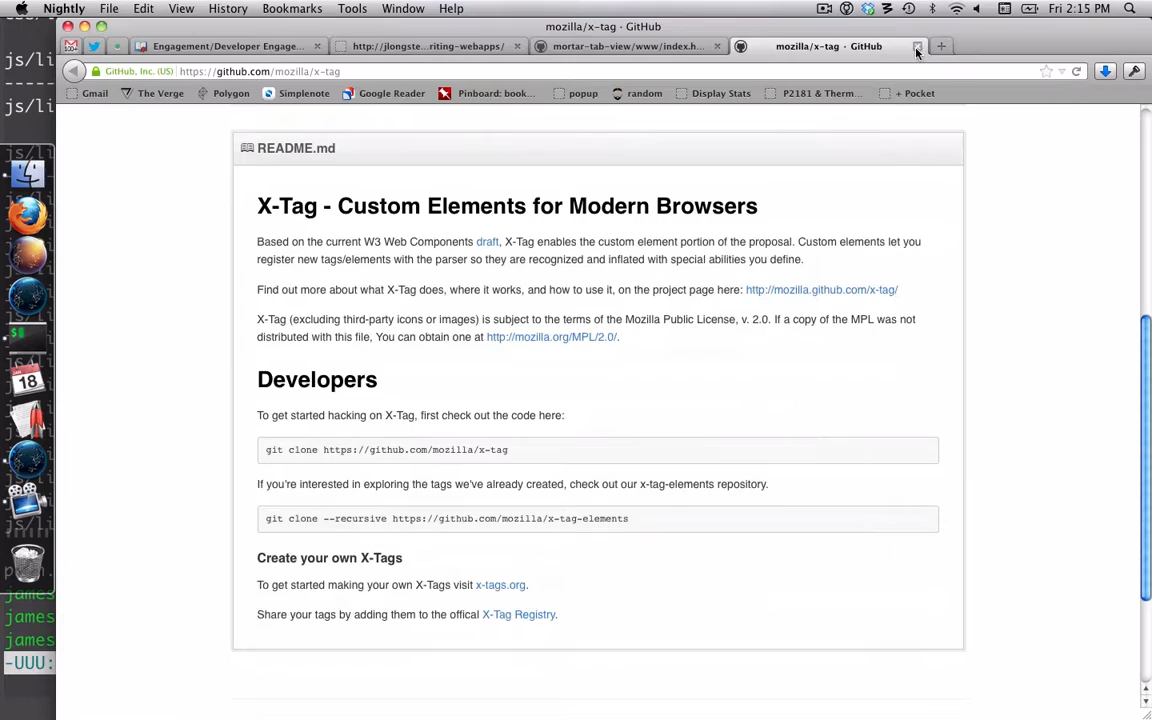 Nightly File Edit View History Bookmarks Tools Window Help Fri 2:15 PM
mozilla/x-tag · GitHub
Engagement/Developer Engage... http://jlongste...riting-webapps/ mortar-tab-view/www/index.h... mozilla/x-tag · GitHub
GitHub, Inc. (US) https://github.com/mozilla/x-tag
Gmail The Verge Polygon Simplenote Google Reader Pinboard: book... popup random Display Stats P2181 & Therm... + Pocket
js/li
js/li
JAN
18
james
james
james
-UUU:
README.md
X-Tag - Custom Elements for Modern Browsers
Based on the current W3 Web Components draft, X-Tag enables the custom element portion of the proposal. Custom elements let you
register new tags/elements with the parser so they are recognized and inflated with special abilities you define.
Find out more about what X-Tag does, where it works, and how to use it, on the project page here: http://mozilla.github.com/x-tag/
X-Tag (excluding third-party icons or images) is subject to the terms of the Mozilla Public License, v. 2.0. If a copy of the MPL was not
distributed with this file, You can obtain one at http://mozilla.org/MPL/2.0/.
Developers
To get started hacking on X-Tag, first check out the code here:
git clone https://github.com/mozilla/x-tag
If you're interested in exploring the tags we've already created, check out our x-tag-elements repository.
git clone --recursive https://github.com/mozilla/x-tag-elements
Create your own X-Tags
To get started making your own X-Tags visit x-tags.org.
Share your tags by adding them to the offical X-Tag Registry.